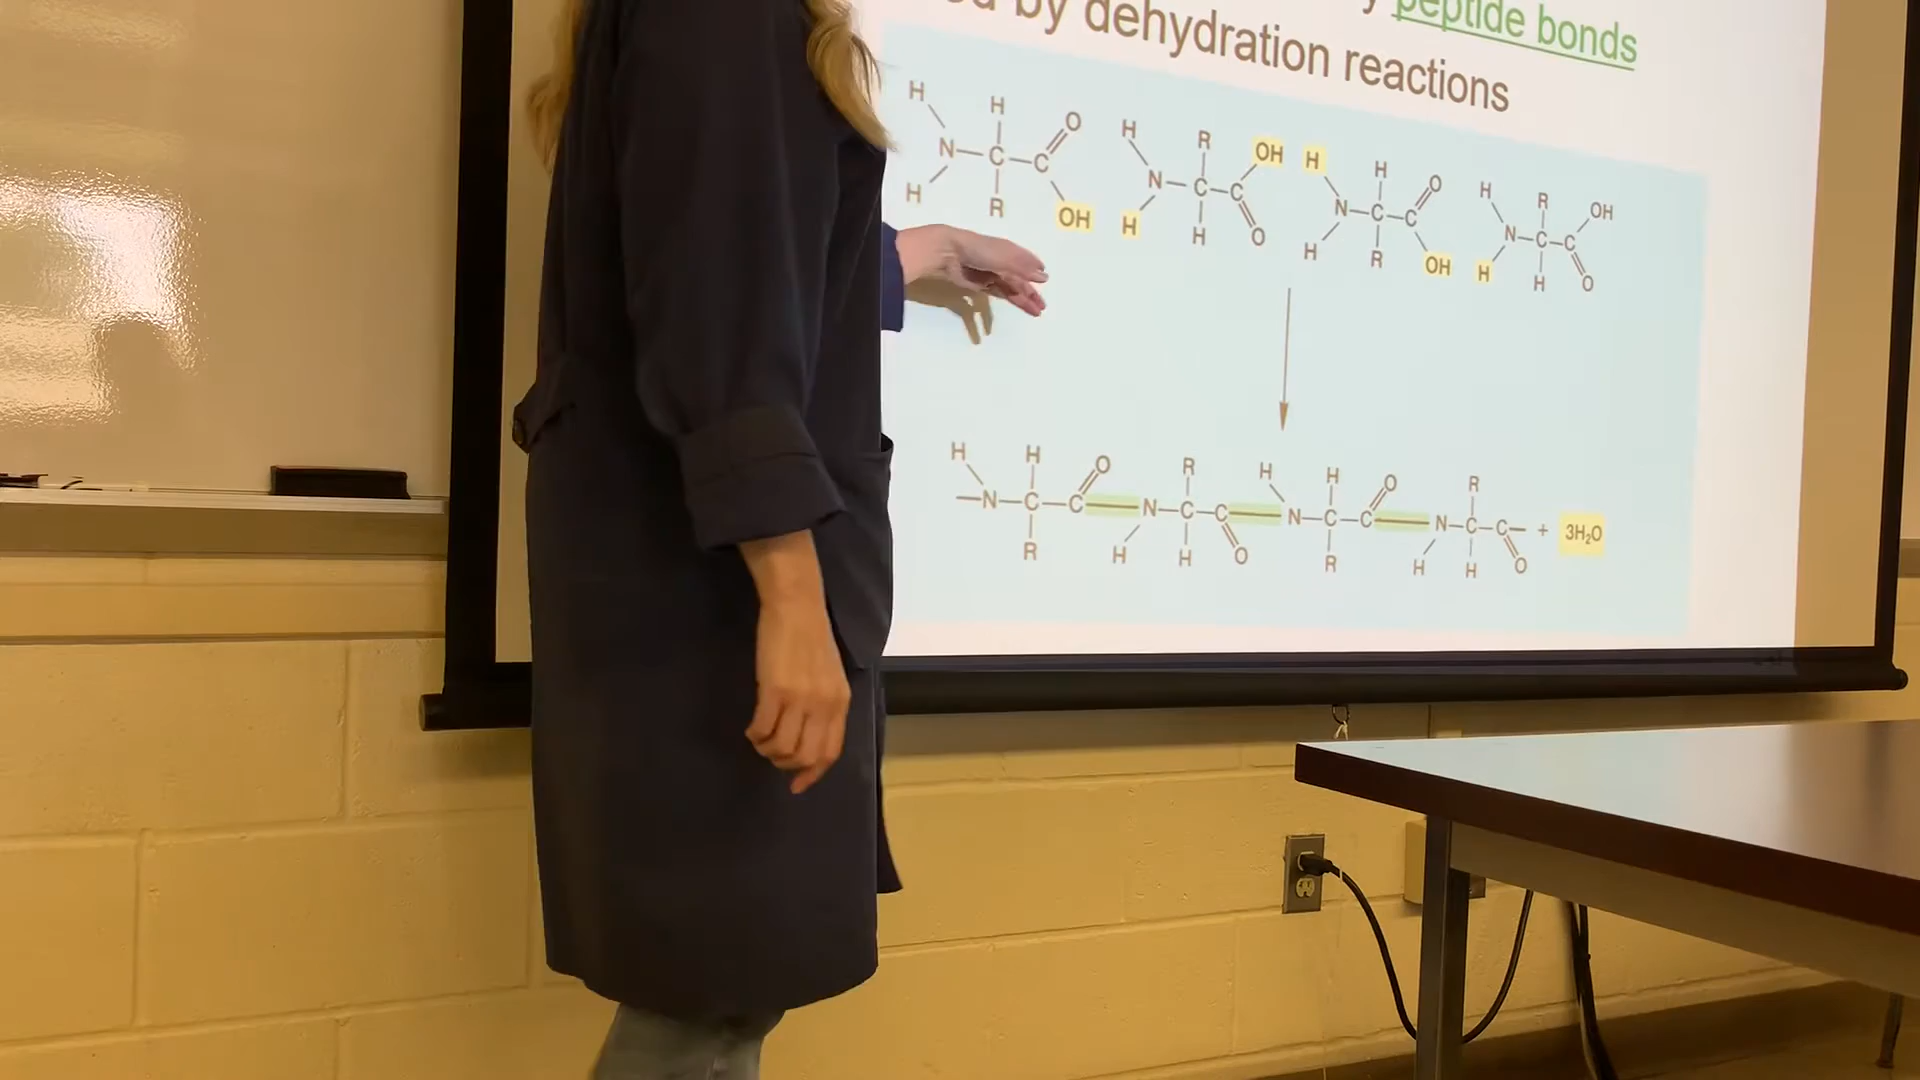 peptide bonds
by dehydration reactions
H H O H R OH H H O H R OH
N C C N C C N C C N C C
H R OH H H O H R OH H H O
H H O R H H O R
N C C N C C N C C N C C + 3H₂O
R H H O R H H O